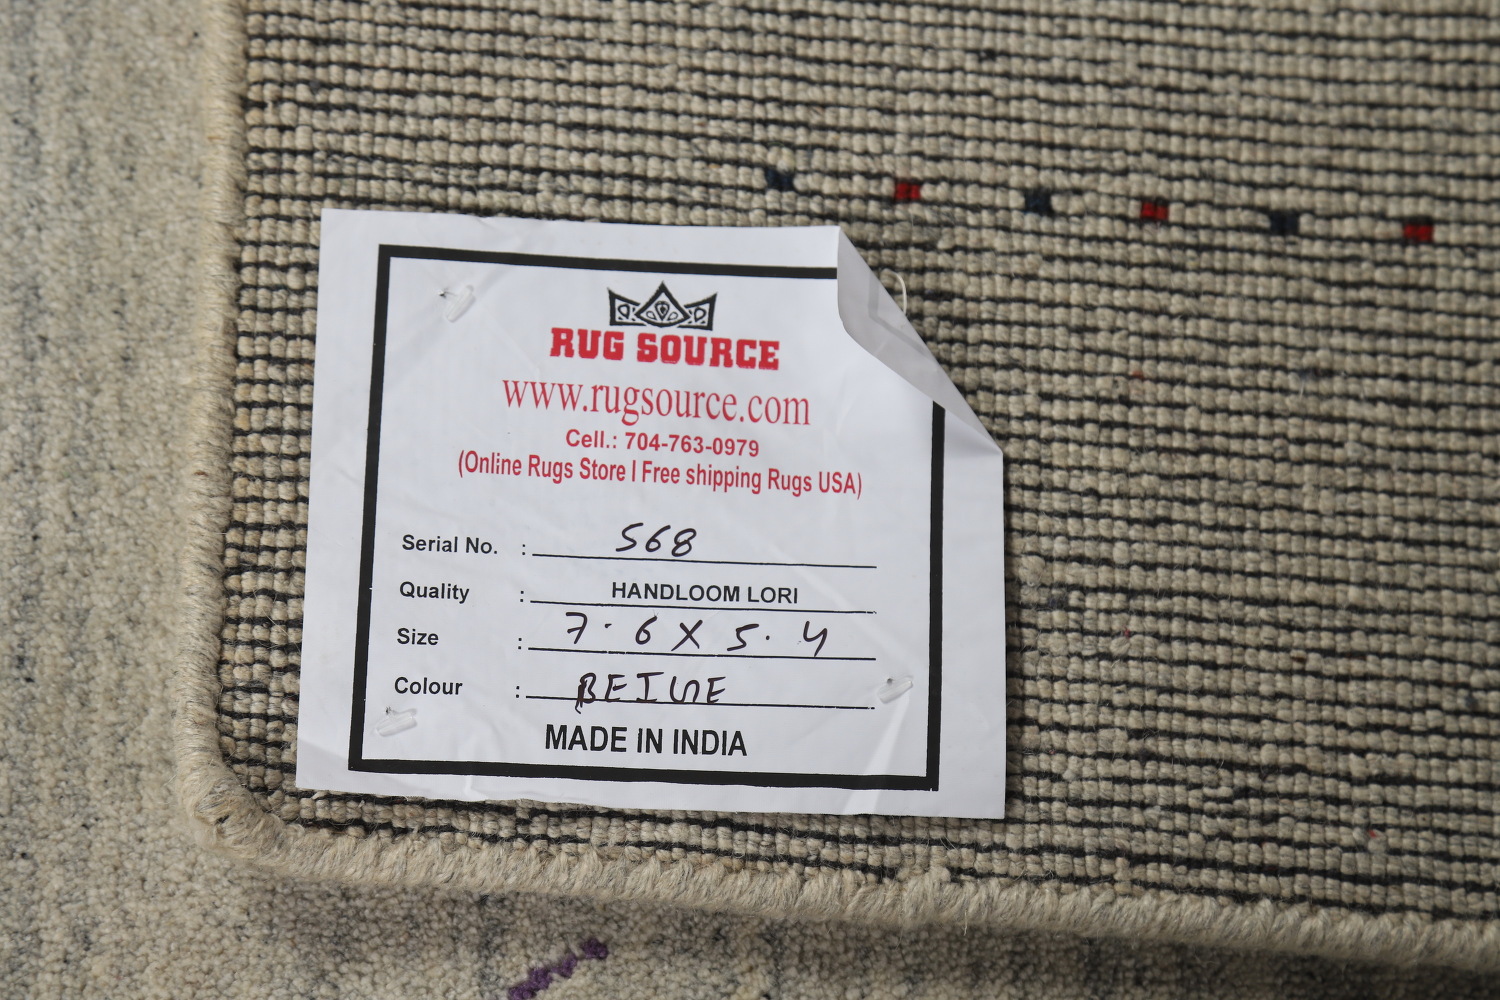 RUG SOURCE
www.rugsource.com
Cell.: 704-763-0979
(Online Rugs Store I Free shipping Rugs USA)
Serial No. : 568
Quality : HANDLOOM LORI
Size : 7.6 X 5.4
Colour : BEIGE
MADE IN INDIA